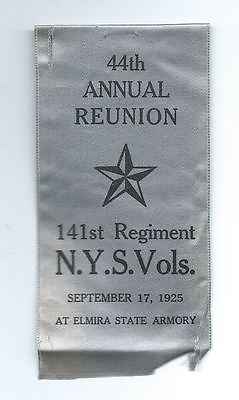 44th
ANNUAL
REUNION
141st Regiment
N.Y.S.Vols.
SEPTEMBER 17, 1925
AT ELMIRA STATE ARMORY